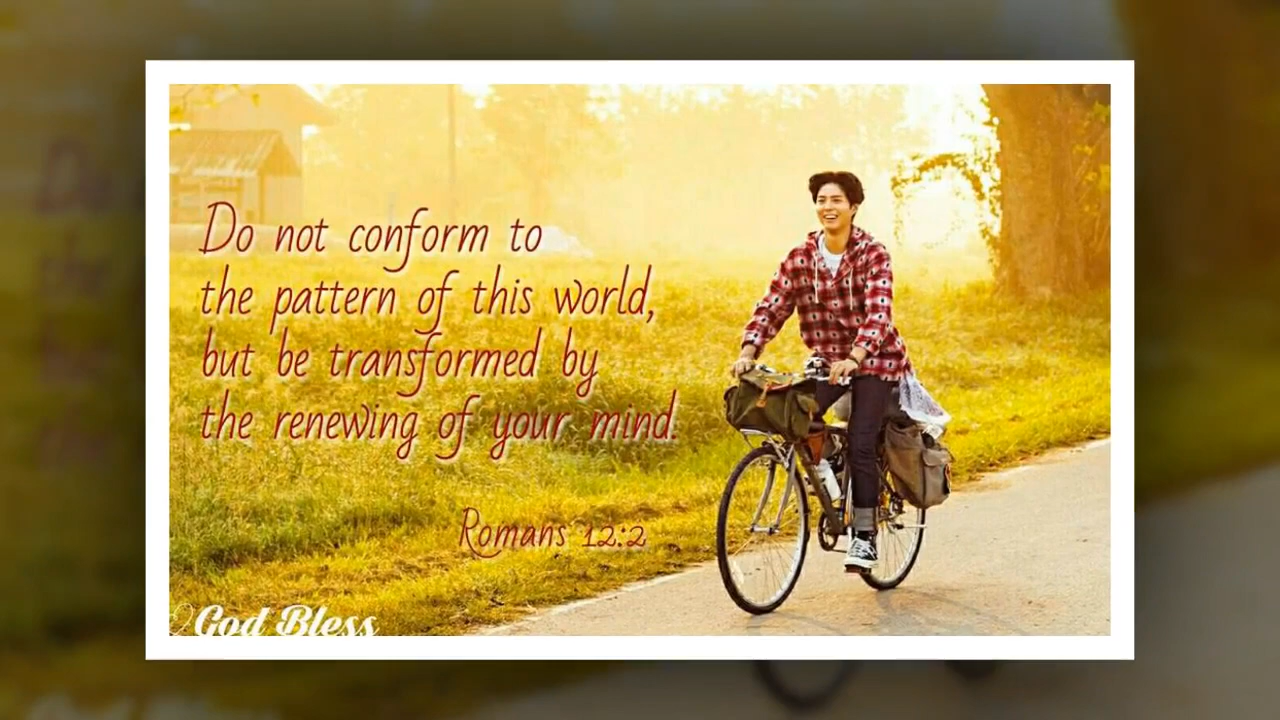 Do not conform to
the pattern of this world,
but be transformed by
the renewing of your mind.
Romans 12:2
God Bless